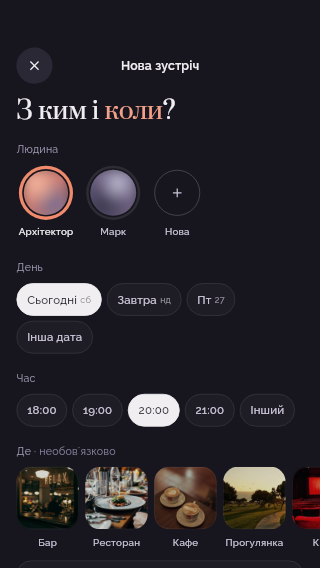 Нова зустріч
З ким і коли?
Людина
Архітектор Марк Нова
День
Сьогодні сб Завтра нд Пт 27
Інша дата
Час
18:00 19:00 20:00 21:00 Інший
Де · необов'язково
Бар Ресторан Кафе Прогулянка